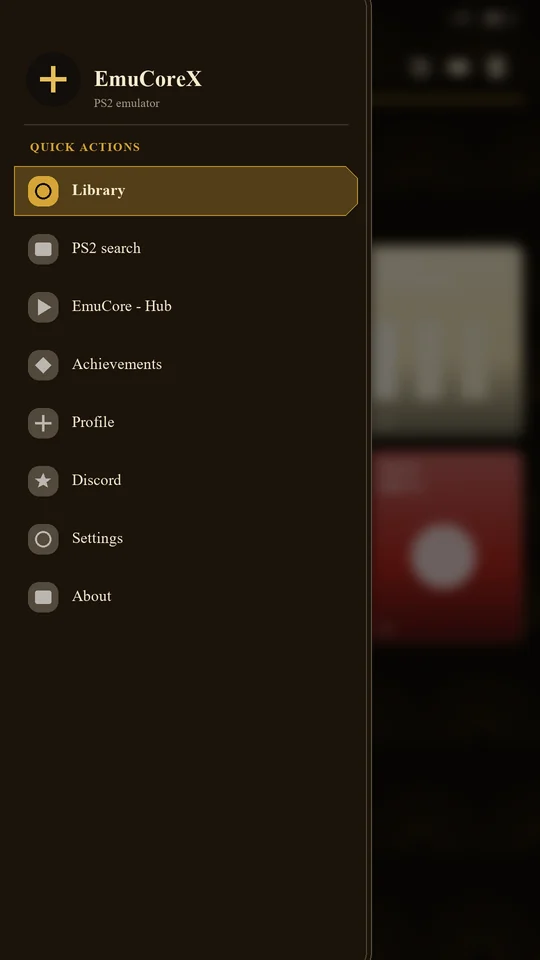 EmuCoreX
PS2 emulator
QUICK ACTIONS
Library
PS2 search
EmuCore - Hub
Achievements
Profile
Discord
Settings
About